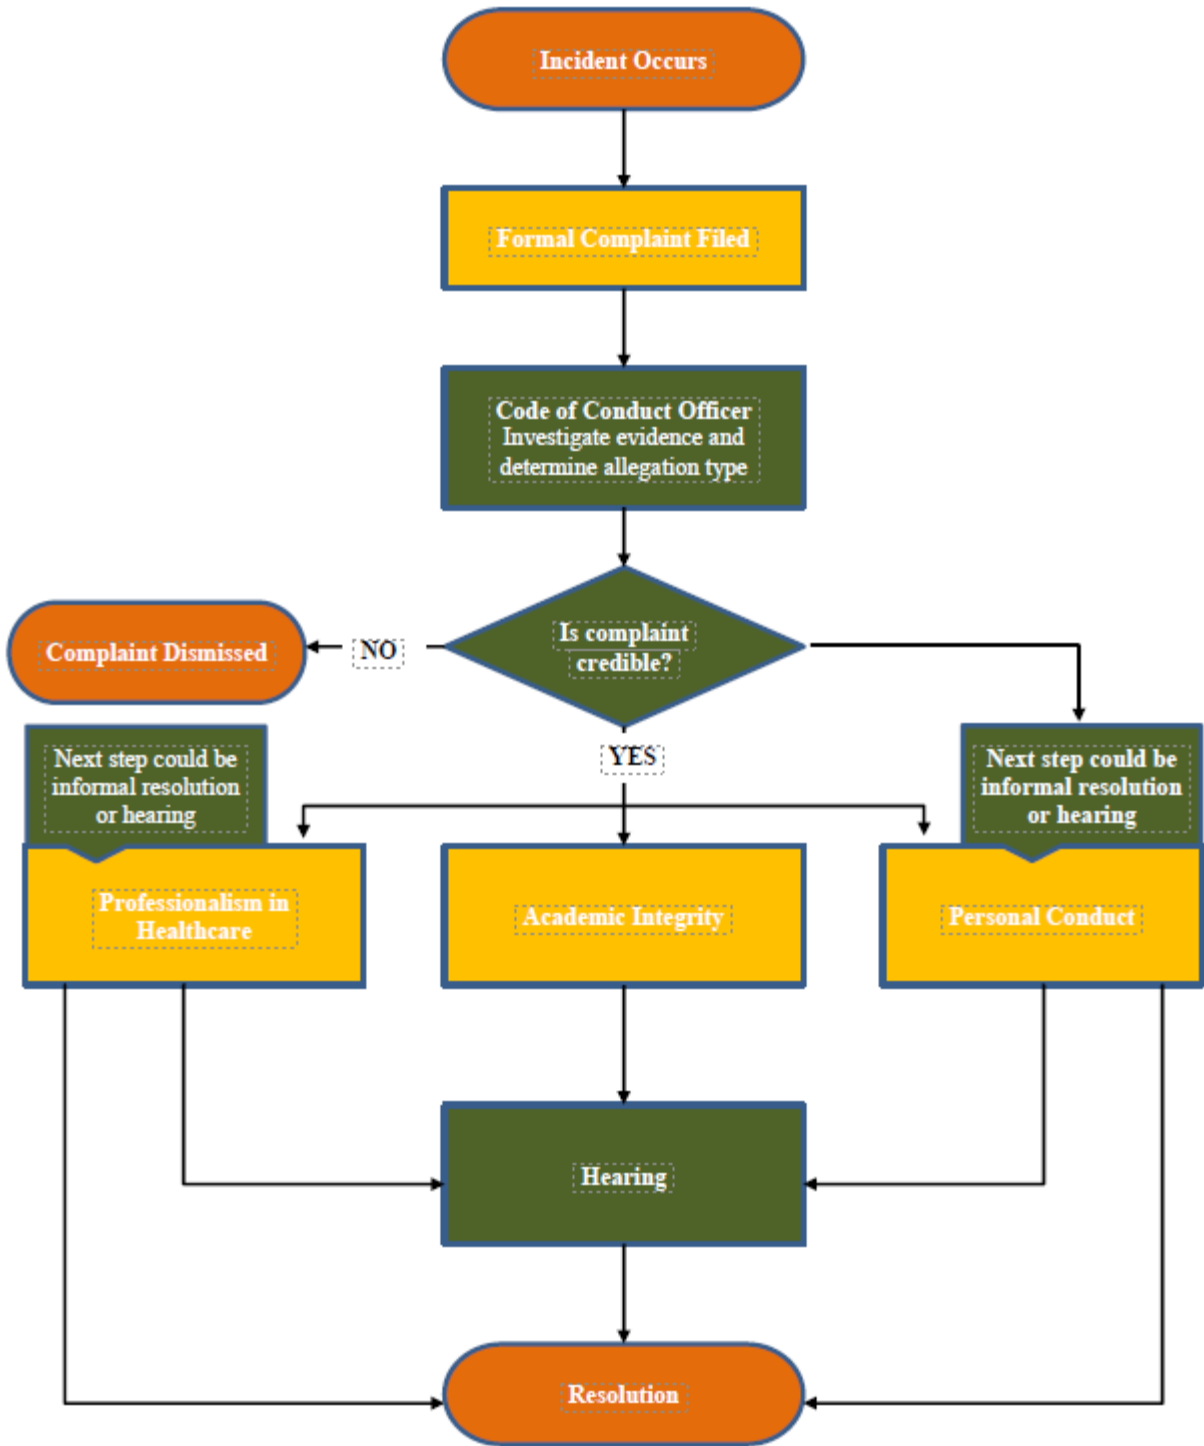 Incident Occurs
Formal Complaint Filed
Code of Conduct Officer
Investigate evidence and
determine allegation type
Is complaint
credible?
NO
Complaint Dismissed
YES
Next step could be
informal resolution
or hearing
Next step could be
informal resolution
or hearing
Professionalism in
Healthcare
Academic Integrity
Personal Conduct
Hearing
Resolution